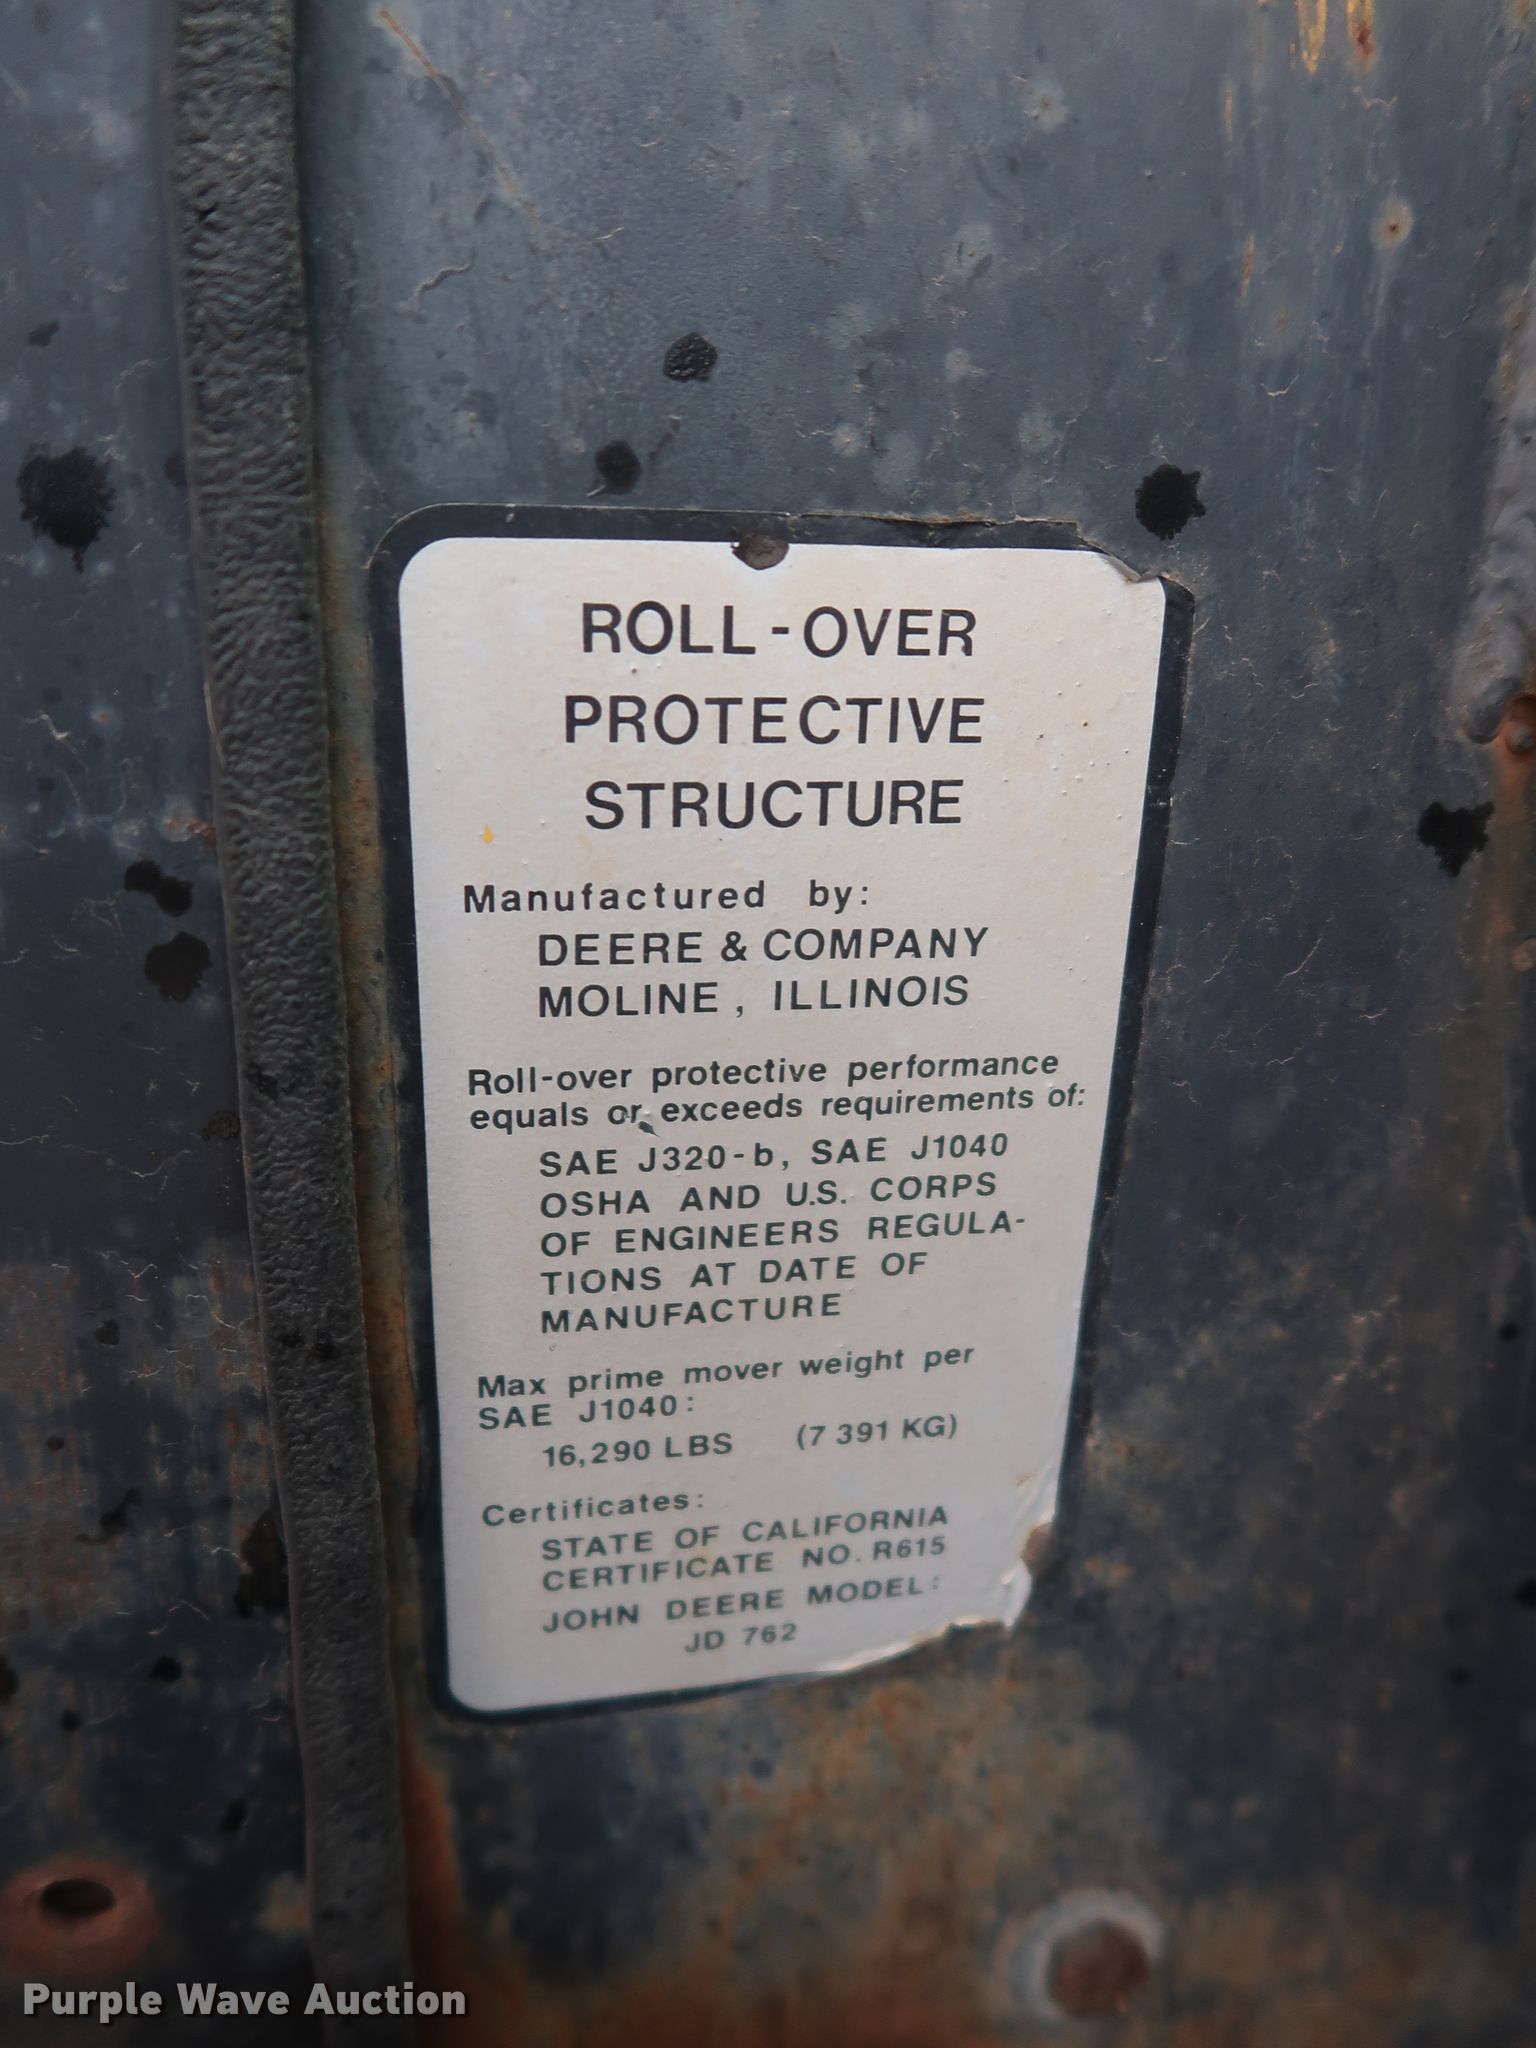 ROLL-OVER
PROTECTIVE
STRUCTURE
Manufactured by:
DEERE & COMPANY
MOLINE, ILLINOIS
Roll-over protective performance
equals or exceeds requirements of:
SAE J320-b, SAE J1040
OSHA AND U.S. CORPS
OF ENGINEERS REGULA-
TIONS AT DATE OF
MANUFACTURE
Max prime mover weight per
SAE J1040:
16,290 LBS (7 391 KG)
Certificates:
STATE OF CALIFORNIA
CERTIFICATE NO. R615
JOHN DEERE MODEL:
JD 762
Purple Wave Auction